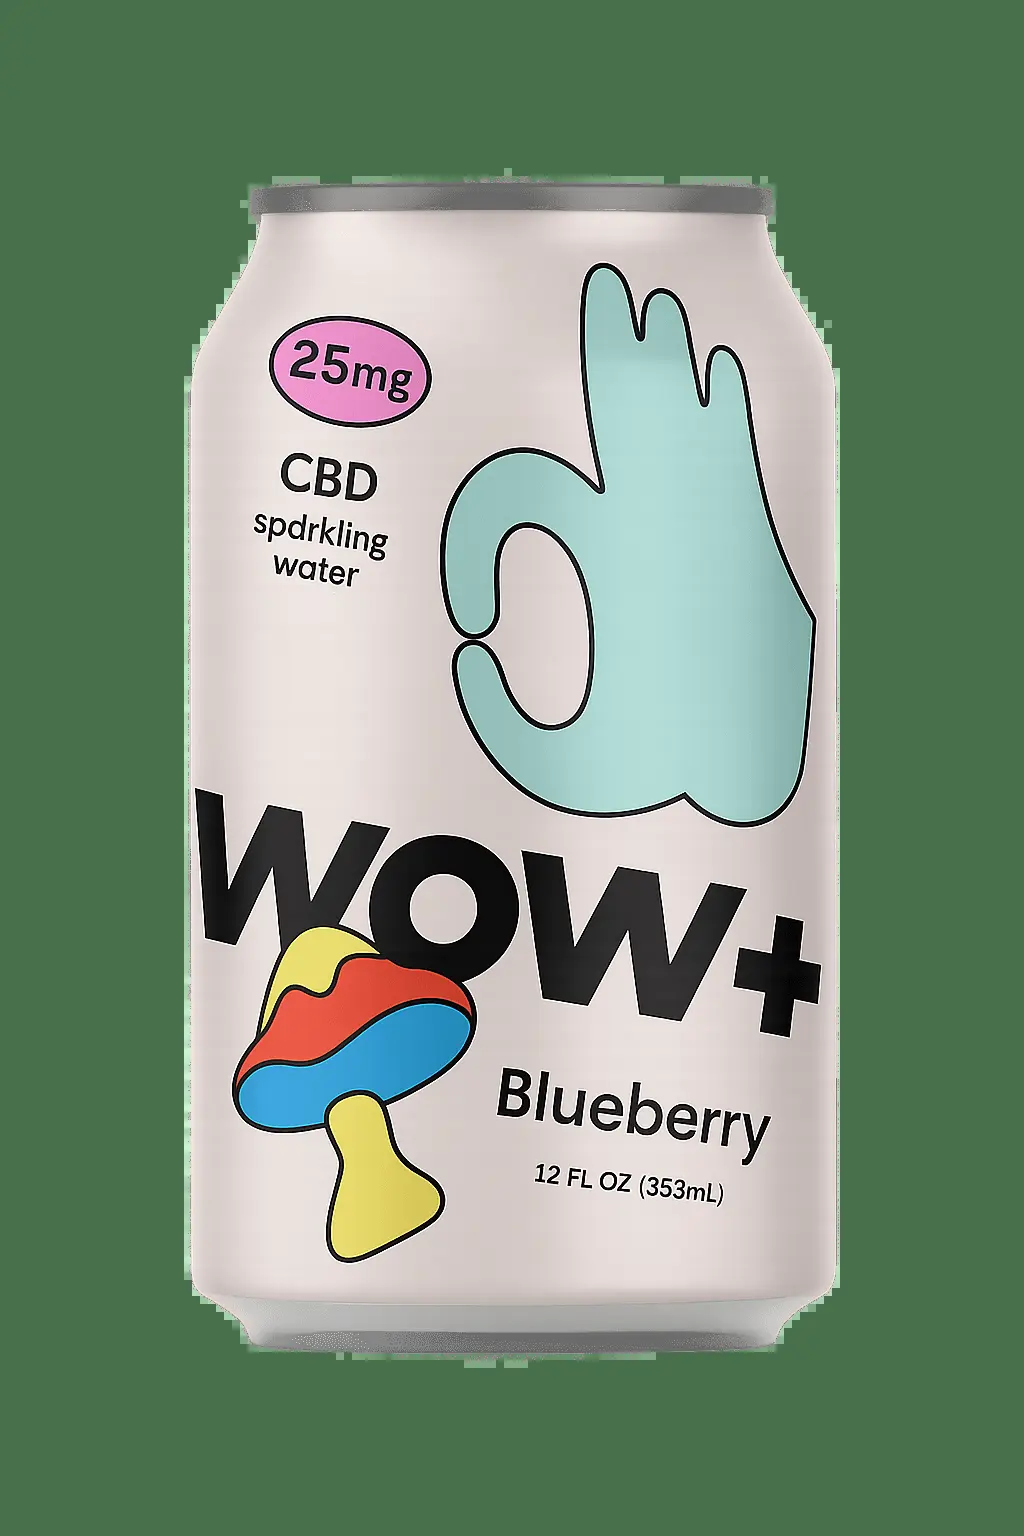 25mg
CBD
spdrkling
water
WOW+
Blueberry
12 FL OZ (353mL)